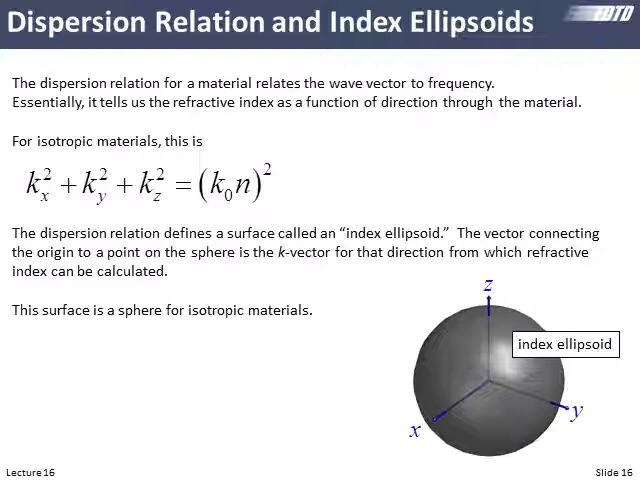 Dispersion Relation and Index Ellipsoids
The dispersion relation for a material relates the wave vector to frequency.
Essentially, it tells us the refractive index as a function of direction through the material.
For isotropic materials, this is
k_x^2 + k_y^2 + k_z^2 = (k_0 n)^2
The dispersion relation defines a surface called an “index ellipsoid.” The vector connecting
the origin to a point on the sphere is the k-vector for that direction from which refractive
index can be calculated.
This surface is a sphere for isotropic materials.
z
index ellipsoid
y
x
Lecture 16
Slide 16